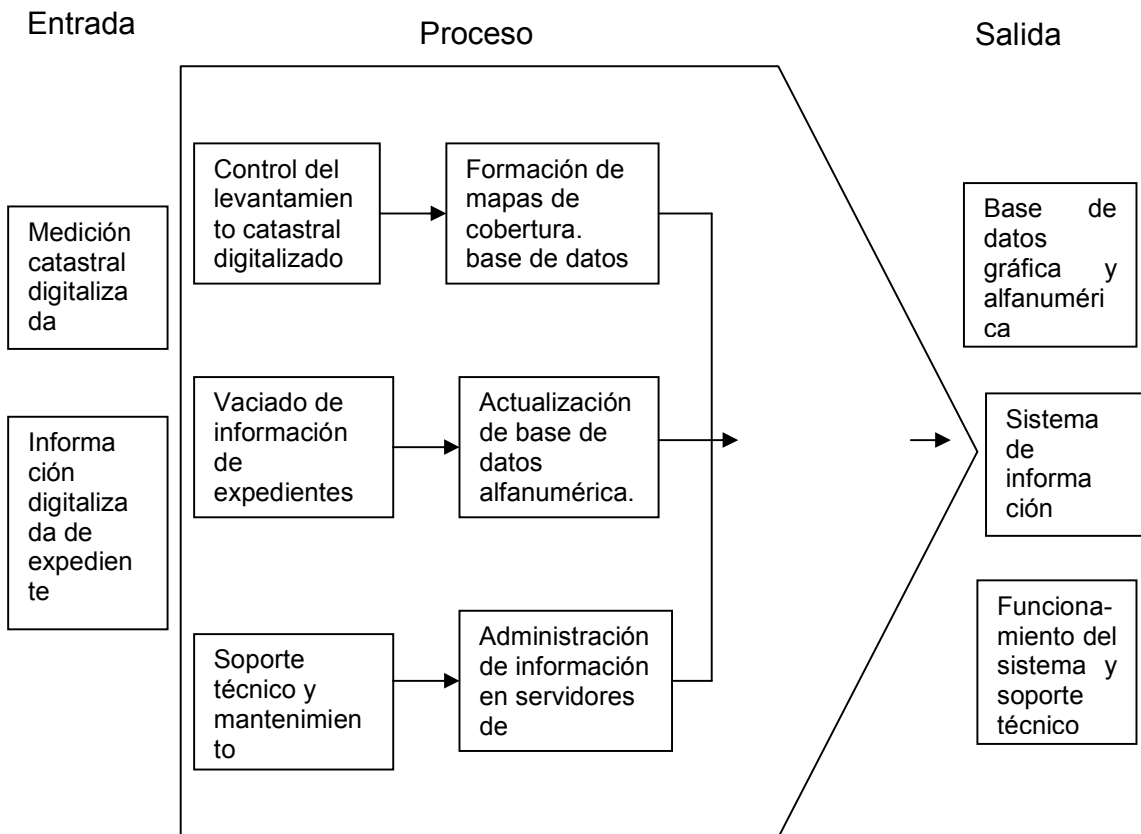 Entrada
Proceso
Salida
Medición
catastral
digitaliza
da
Informa
ción
digitaliza
da de
expedien
te
Control del
levantamien
to catastral
digitalizado
Formación de
mapas de
cobertura.
base de datos
Vaciado de
información
de
expedientes
Actualización
de base de
datos
alfanumérica.
Soporte
técnico y
mantenimien
to
Administración
de información
en servidores
de
Base de
datos
gráfica y
alfanuméri
ca
Sistema
de
informa
ción
Funciona-
miento del
sistema y
soporte
técnico